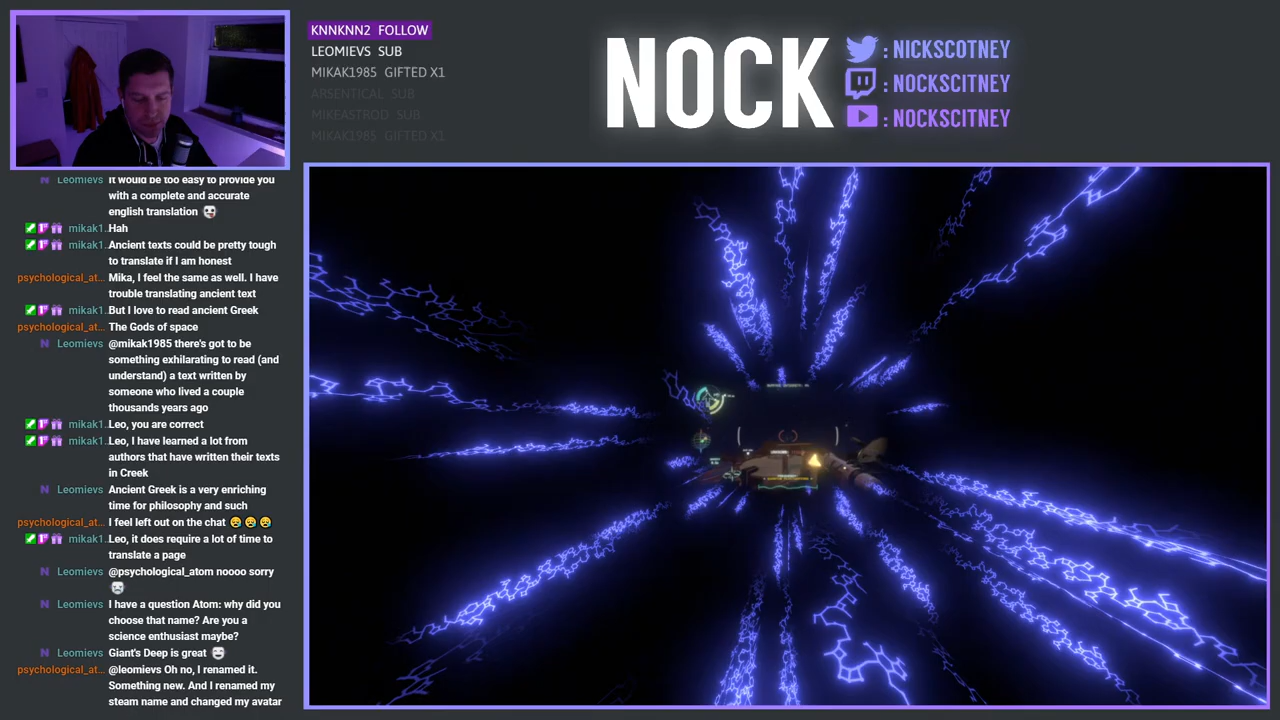 KNNKNN2 FOLLOW
LEOMIEVS SUB
MIKAK1985 GIFTED X1
ARSENTICAL SUB
MIKEASTROD SUB
MIKAK1985 GIFTED X1
NOCK
: NICKSCOTNEY
: NOCKSCITNEY
: NOCKSCITNEY
Leomievs It would be too easy to provide you
with a complete and accurate
english translation
mikak1.. Hah
mikak1.. Ancient texts could be pretty tough
to translate if I am honest
psychological_at... Mika, I feel the same as well. I have
trouble translating ancient text
mikak1.. But I love to read ancient Greek
psychological_at... The Gods of space
Leomievs @mikak1985 there's got to be
something exhilarating to read (and
understand) a text written by
someone who lived a couple
thousands years ago
mikak1.. Leo, you are correct
mikak1.. Leo, I have learned a lot from
authors that have written their texts
in Creek
Leomievs Ancient Greek is a very enriching
time for philosophy and such
psychological_at... I feel left out on the chat 😪😪😪
mikak1.. Leo, it does require a lot of time to
translate a page
Leomievs @psychological_atom noooo sorry
Leomievs I have a question Atom: why did you
choose that name? Are you a
science enthusiast maybe?
Leomievs Giant's Deep is great
psychological_at... @leomievs Oh no, I renamed it.
Something new. And I renamed my
steam name and changed my avatar